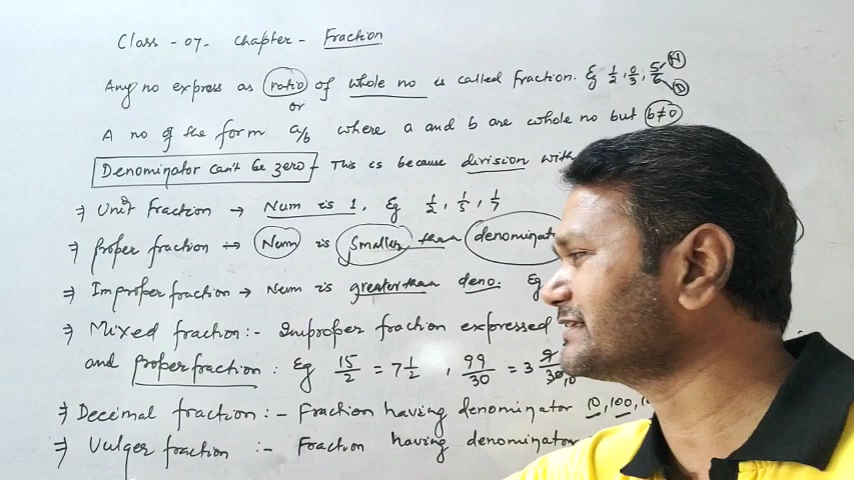 Class - 07 - Chapter - Fraction
Any no express as ratio of whole no is called fraction. Eg 1/2, 0/3, 5/6 N D
or
A no of the form a/b where a and b are whole no but b≠0
Denominator can't be zero - This is because division with
⇒ Unit Fraction → Num is 1. Eg 1/2, 1/5, 1/7
⇒ proper fraction → Num is smaller than denominat
⇒ Improper fraction → Num is greater than deno. Eg
⇒ Mixed fraction :- Improper fraction expressed
and proper fraction : Eg 15/2 = 7 1/2, 99/30 = 3 9/30 10
⇒ Decimal fraction :- Fraction having denominator 10, 100, 1
⇒ Vulger fraction :- Fraction having denominator